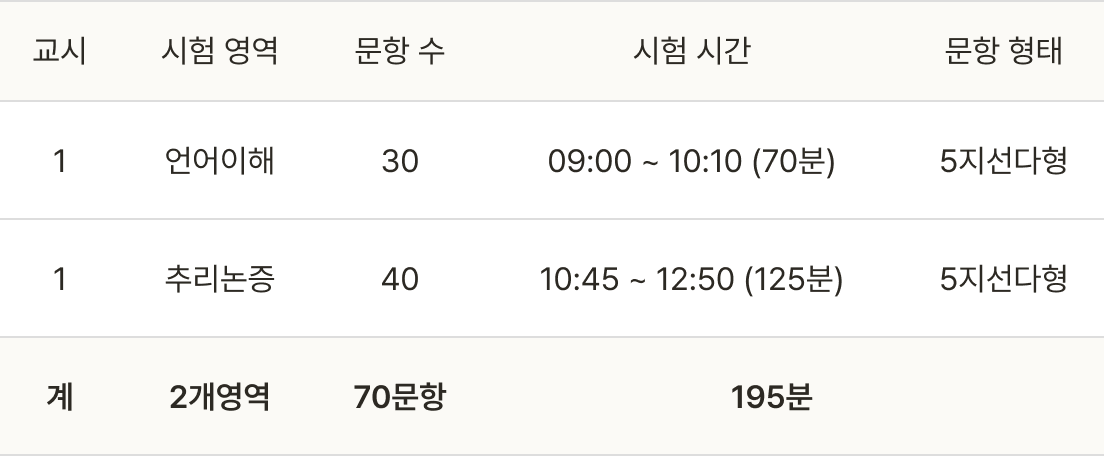 교시 시험 영역 문항 수 시험 시간 문항 형태
1 언어이해 30 09:00 ~ 10:10 (70분) 5지선다형
1 추리논증 40 10:45 ~ 12:50 (125분) 5지선다형
계 2개영역 70문항 195분